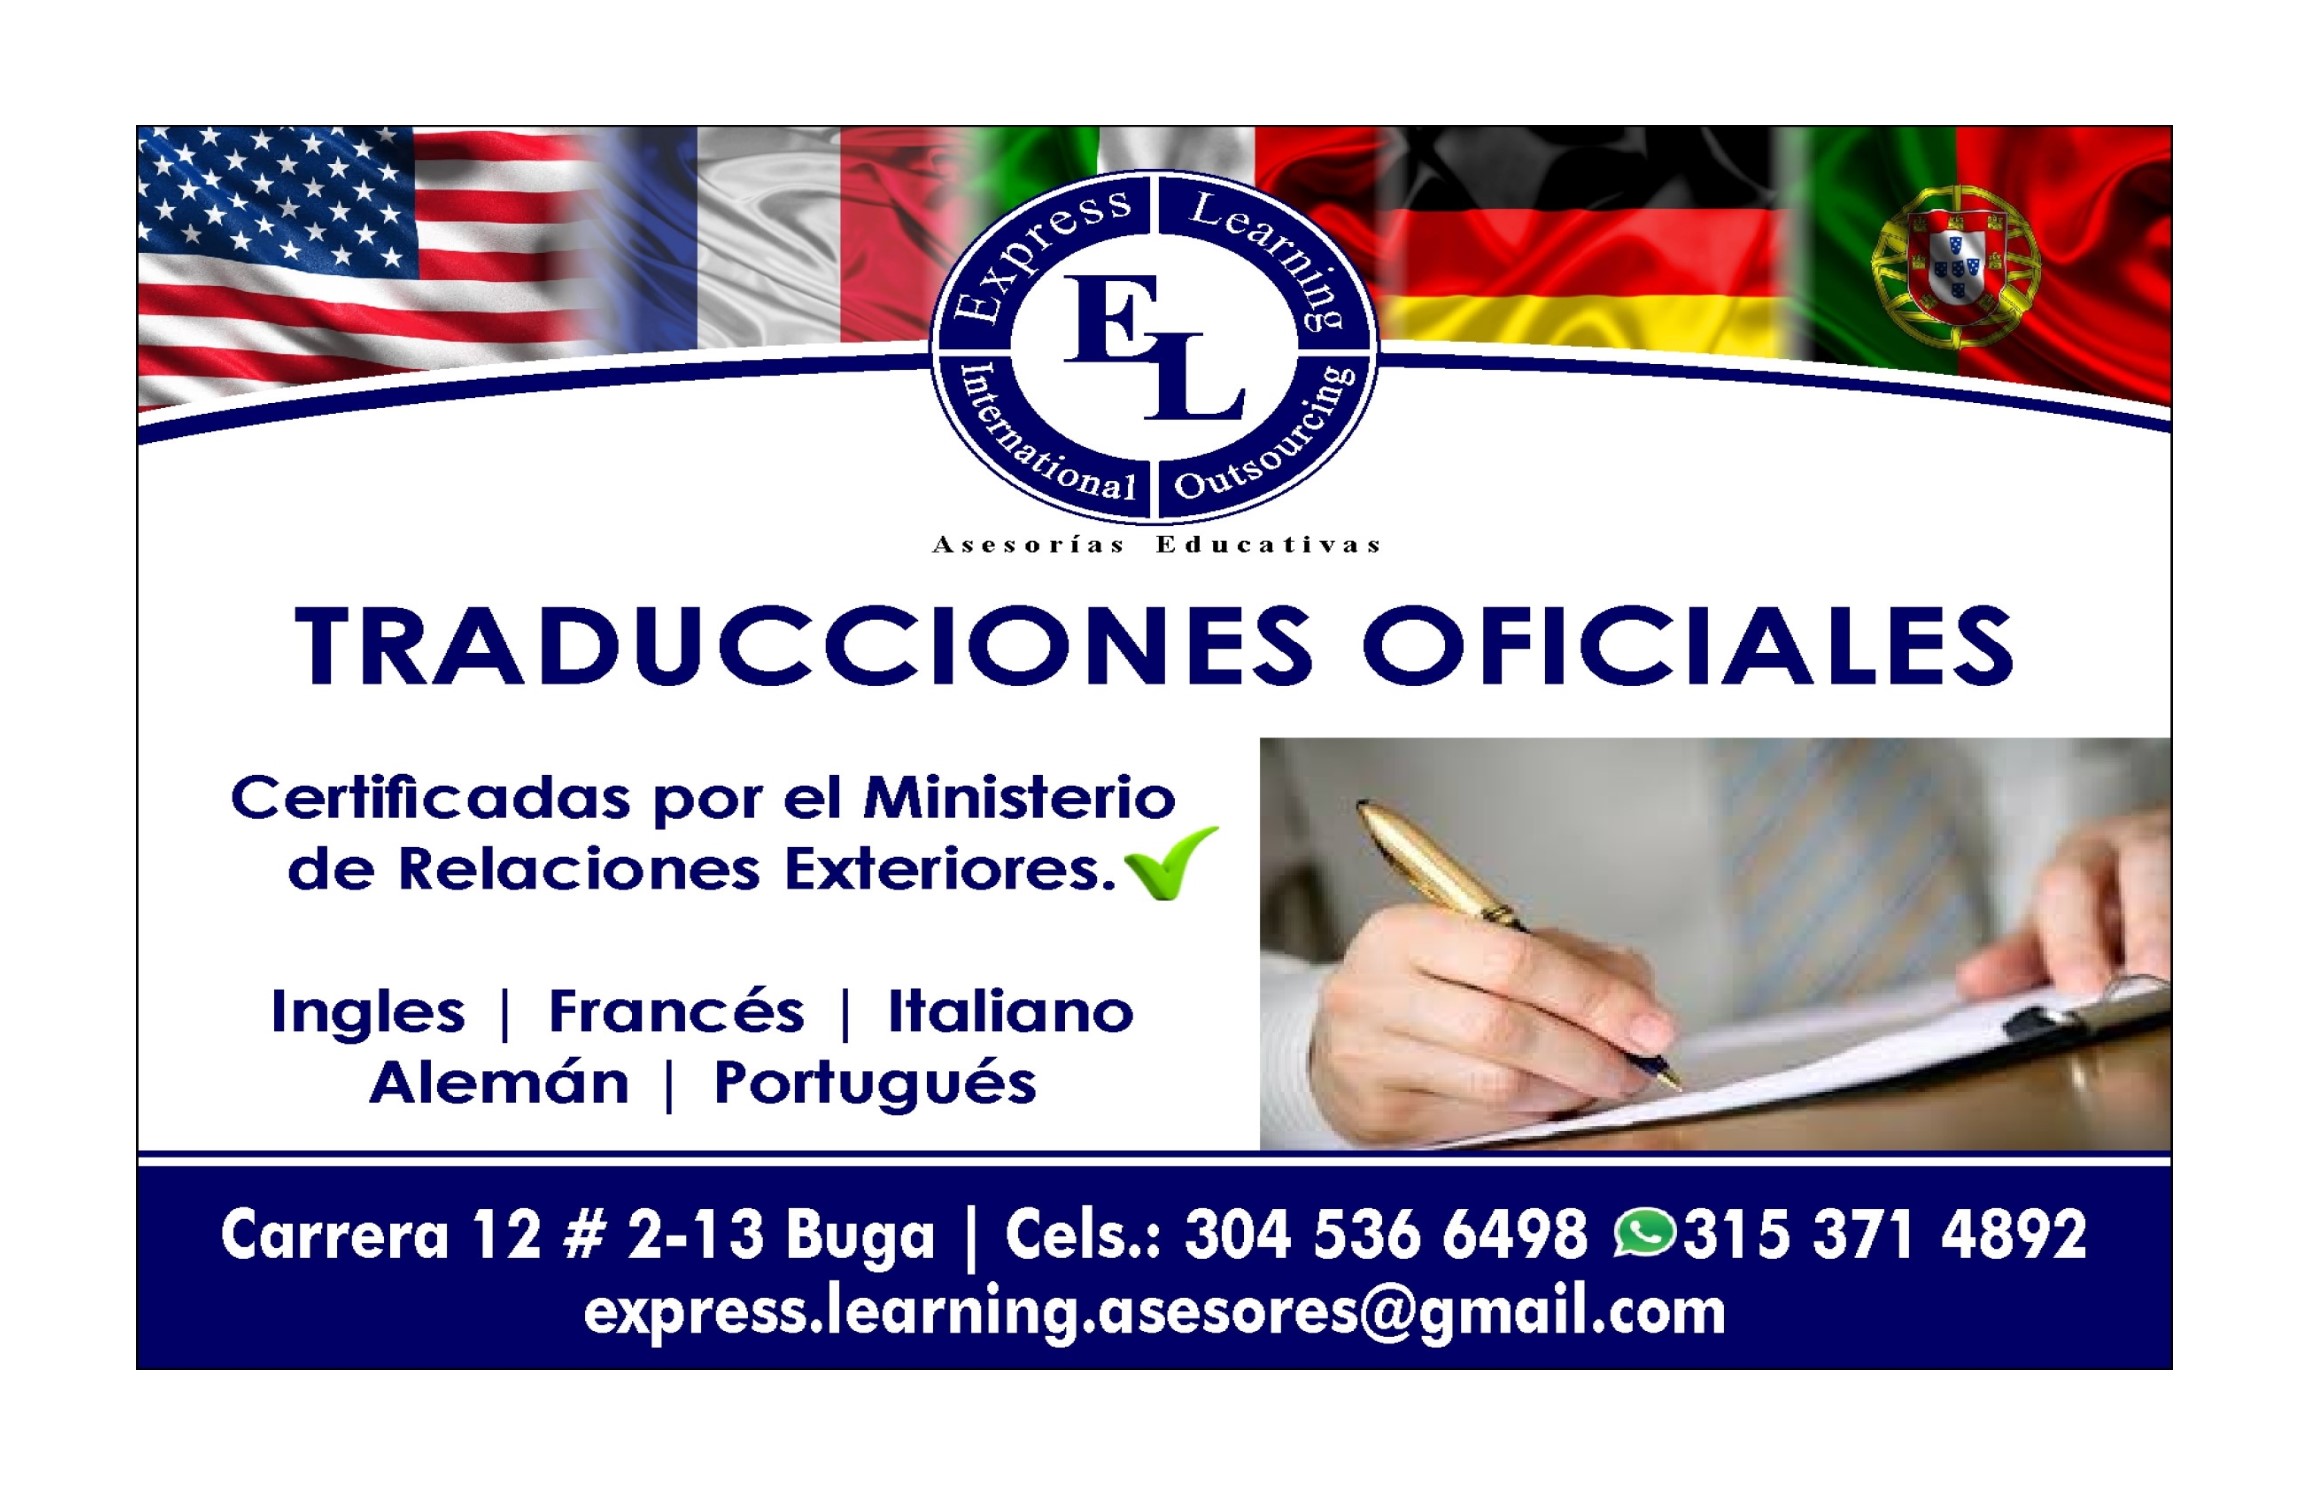 Express Learning
EL
International Outsourcing
Asesorías Educativas
TRADUCCIONES OFICIALES
Certificadas por el Ministerio
de Relaciones Exteriores.
Ingles | Francés | Italiano
Alemán | Portugués
Carrera 12 # 2-13 Buga | Cels.: 304 536 6498 315 371 4892
express.learning.asesores@gmail.com